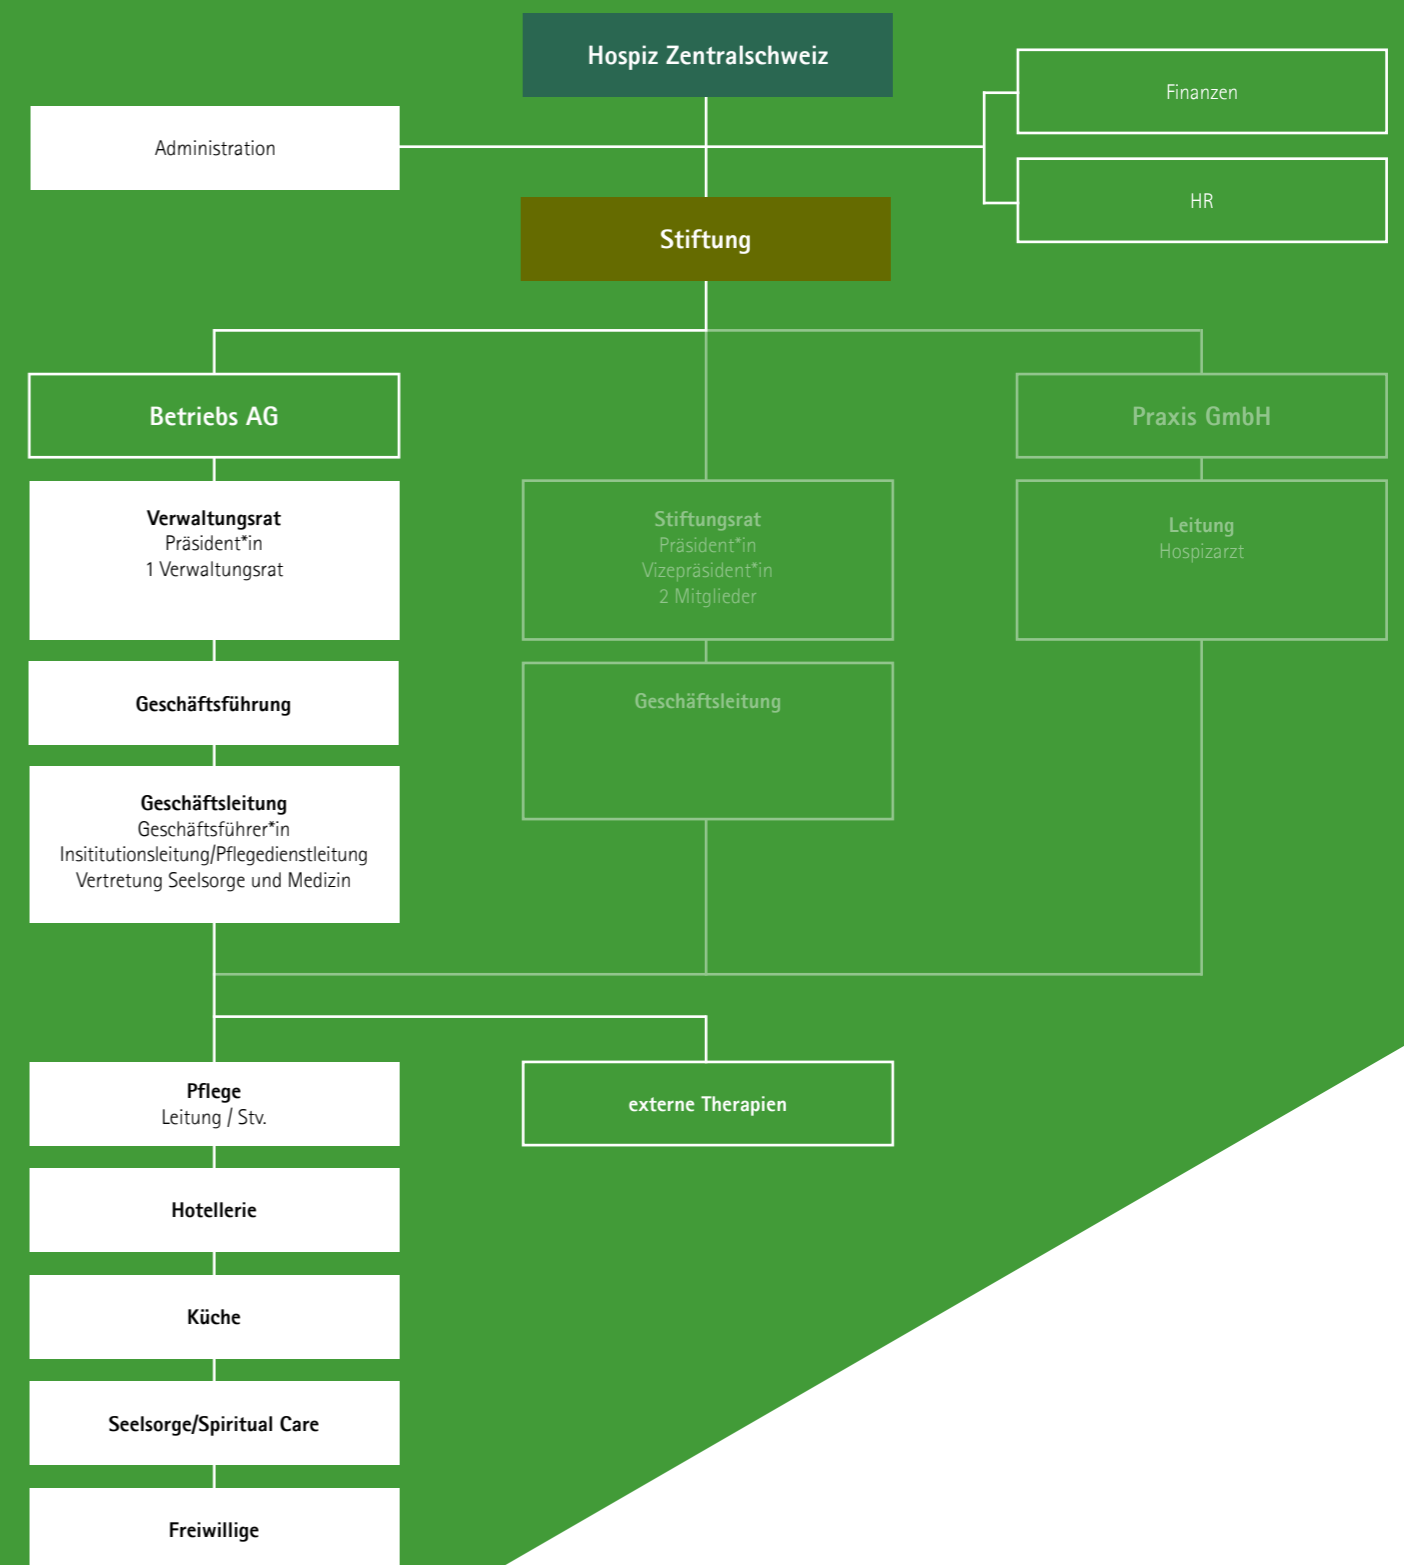 Hospiz Zentralschweiz
Finanzen
Administration
HR
Stiftung
Betriebs AG
Praxis GmbH
Verwaltungsrat
Präsident*in
1 Verwaltungsrat
Stiftungsrat
Präsident*in
Vizepräsident*in
2 Mitglieder
Leitung
Hospizarzt
Geschäftsführung
Geschäftsleitung
Geschäftsleitung
Geschäftsführer*in
Insititutionsleitung/Pflegedienstleitung
Vertretung Seelsorge und Medizin
Pflege
Leitung / Stv.
externe Therapien
Hotellerie
Küche
Seelsorge/Spiritual Care
Freiwillige